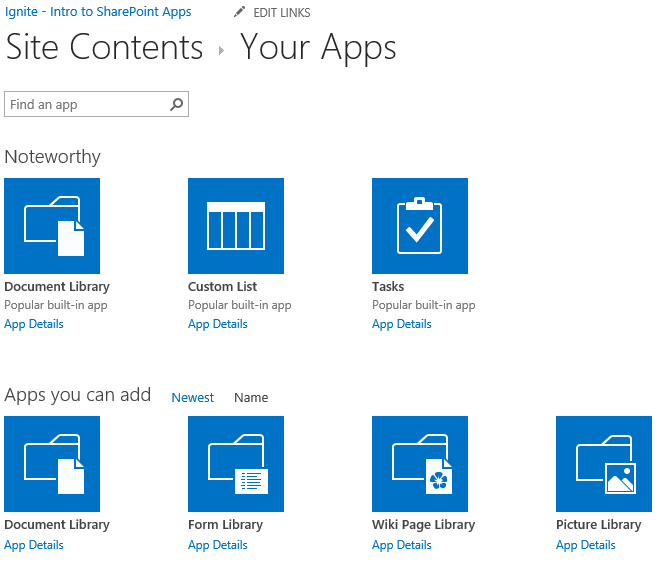 Ignite - Intro to SharePoint Apps EDIT LINKS
Site Contents ▸ Your Apps
Find an app
Noteworthy
Document Library Custom List Tasks
Popular built-in app Popular built-in app Popular built-in app
App Details App Details App Details
Apps you can add Newest Name
Document Library Form Library Wiki Page Library Picture Library
App Details App Details App Details App Details